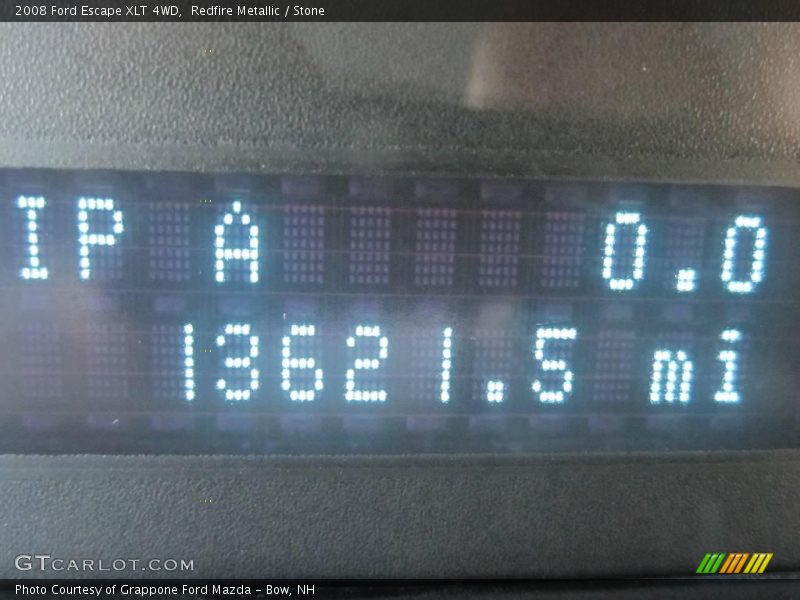 2008 Ford Escape XLT 4WD, Redfire Metallic / Stone
IP A 0.0
13621.5 mi
GTCARLOT.COM
Photo Courtesy of Grappone Ford Mazda - Bow, NH